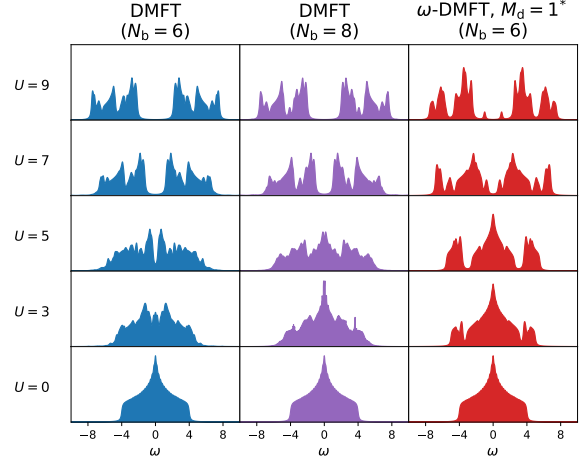 DMFT
(N_b = 6)
DMFT
(N_b = 8)
ω-DMFT, M_d = 1*
(N_b = 6)
U = 9
U = 7
U = 5
U = 3
U = 0
−8 −4 0 4 8
−8 −4 0 4 8
−8 −4 0 4 8
ω
ω
ω